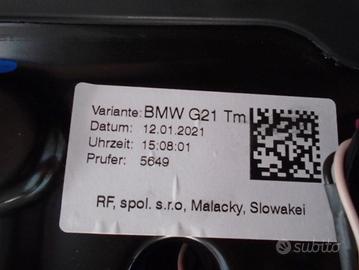 Variante: BMW G21 Tm
Datum: 12.01.2021
Uhrzeit: 15:08:01
Prufer: 5649
RF, spol. s.r.o, Malacky, Slowakei
subito